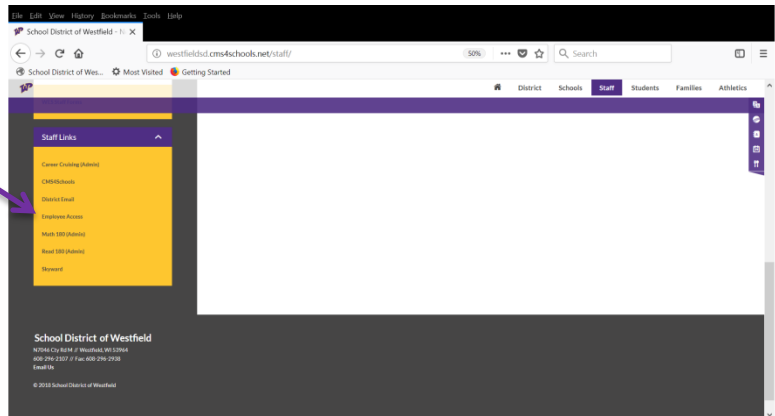 File Edit View History Bookmarks Tools Help
School District of Westfield - N
westfieldsd.cms4schools.net/staff/ 50% Search
School District of Wes... Most Visited Getting Started
District Schools Staff Students Families Athletics
Staff Links
Career Cruising (Admin)
CMS4Schools
District Email
Employee Access
Math 180 (Admin)
Read 180 (Admin)
Skyward
School District of Westfield
N7046 Cty Rd M // Westfield, WI 53964
608-296-2107 // Fax: 608-296-2938
Email Us
© 2018 School District of Westfield